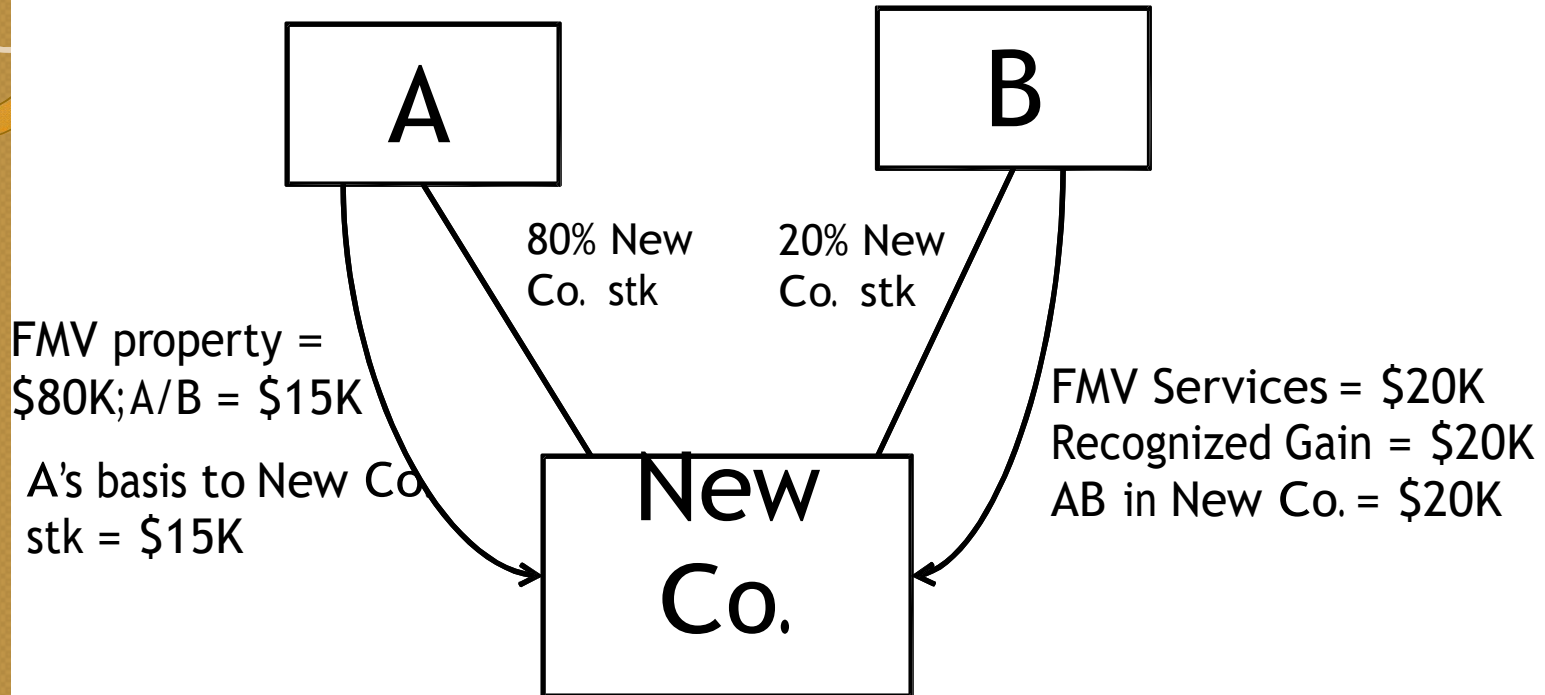 A
B
80% New
Co. stk
20% New
Co. stk
FMV property =
$80K; A/B = $15K
A's basis to New Co.
stk = $15K
FMV Services = $20K
Recognized Gain = $20K
AB in New Co. = $20K
New
Co.